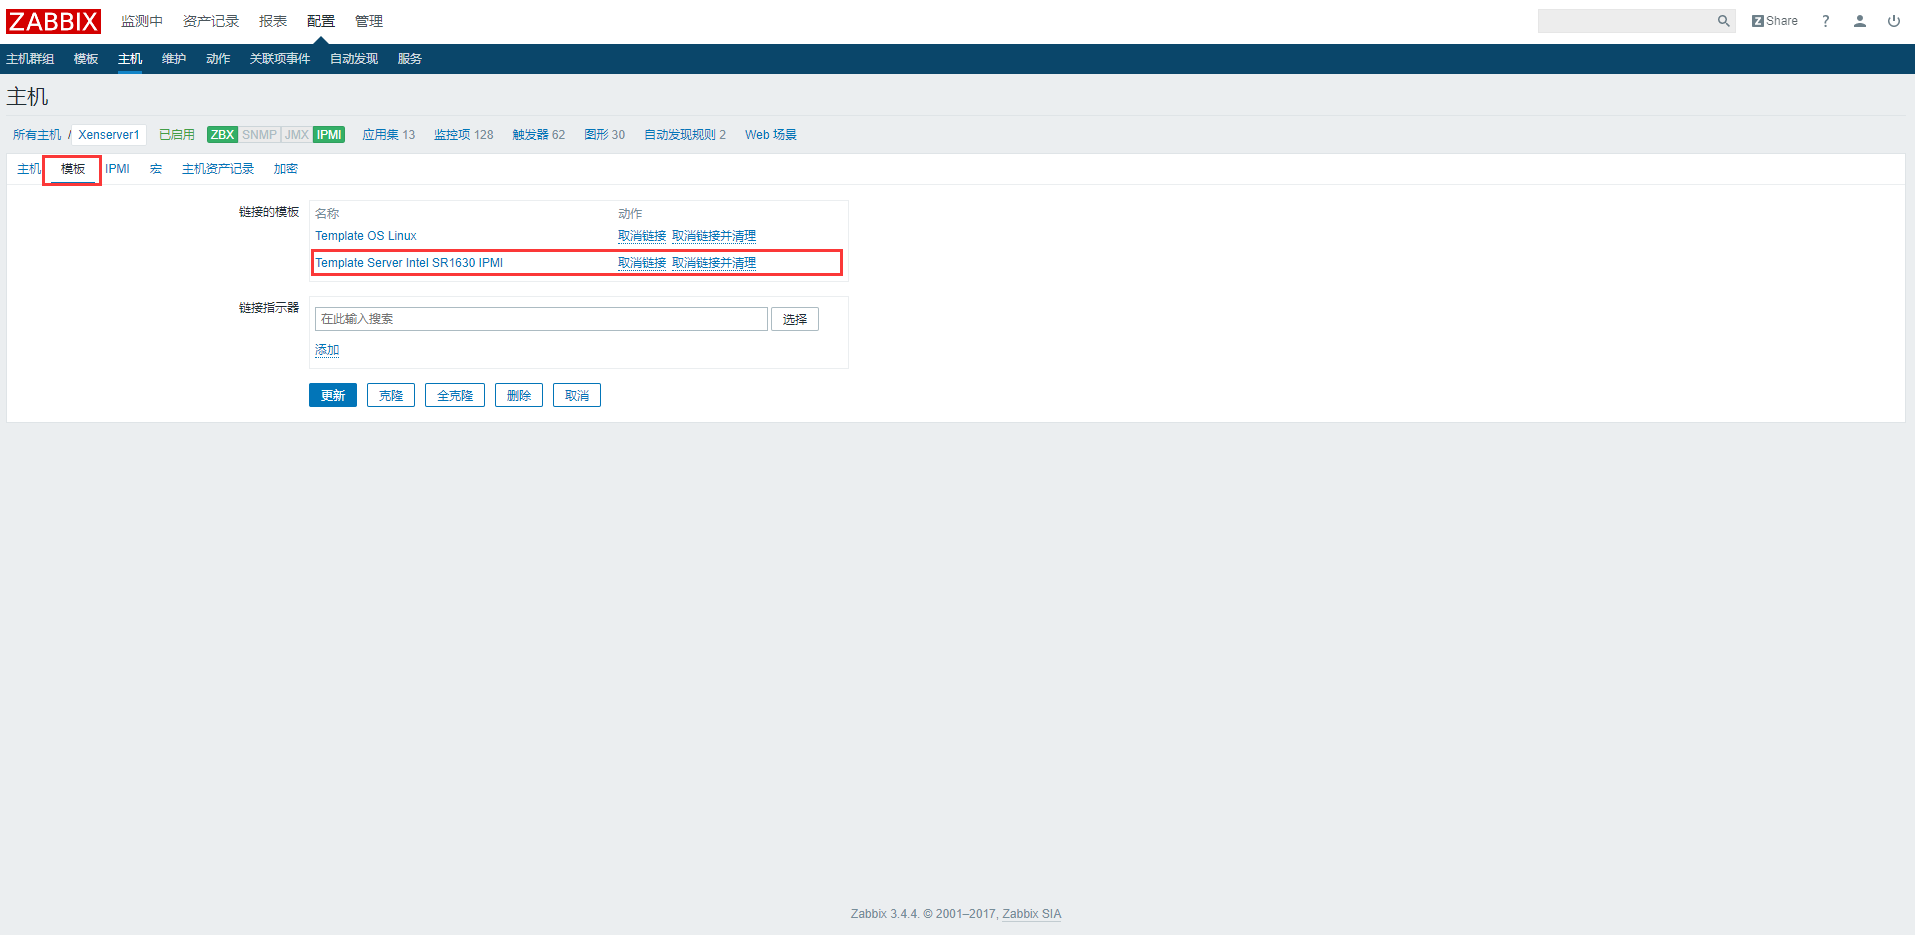 ZABBIX 监测中 资产记录 报表 配置 管理 Z Share ?
主机群组 模板 主机 维护 动作 关联项事件 自动发现 服务
主机
所有主机 / Xenserver1 已启用 ZBX SNMP JMX IPMI 应用集 13 监控项 128 触发器 62 图形 30 自动发现规则 2 Web 场景
主机 模板 IPMI 宏 主机资产记录 加密
链接的模板 名称 动作
Template OS Linux 取消链接 取消链接并清理
Template Server Intel SR1630 IPMI 取消链接 取消链接并清理
链接指示器
在此输入搜索 选择
添加
更新 克隆 全克隆 删除 取消
Zabbix 3.4.4. © 2001–2017, Zabbix SIA